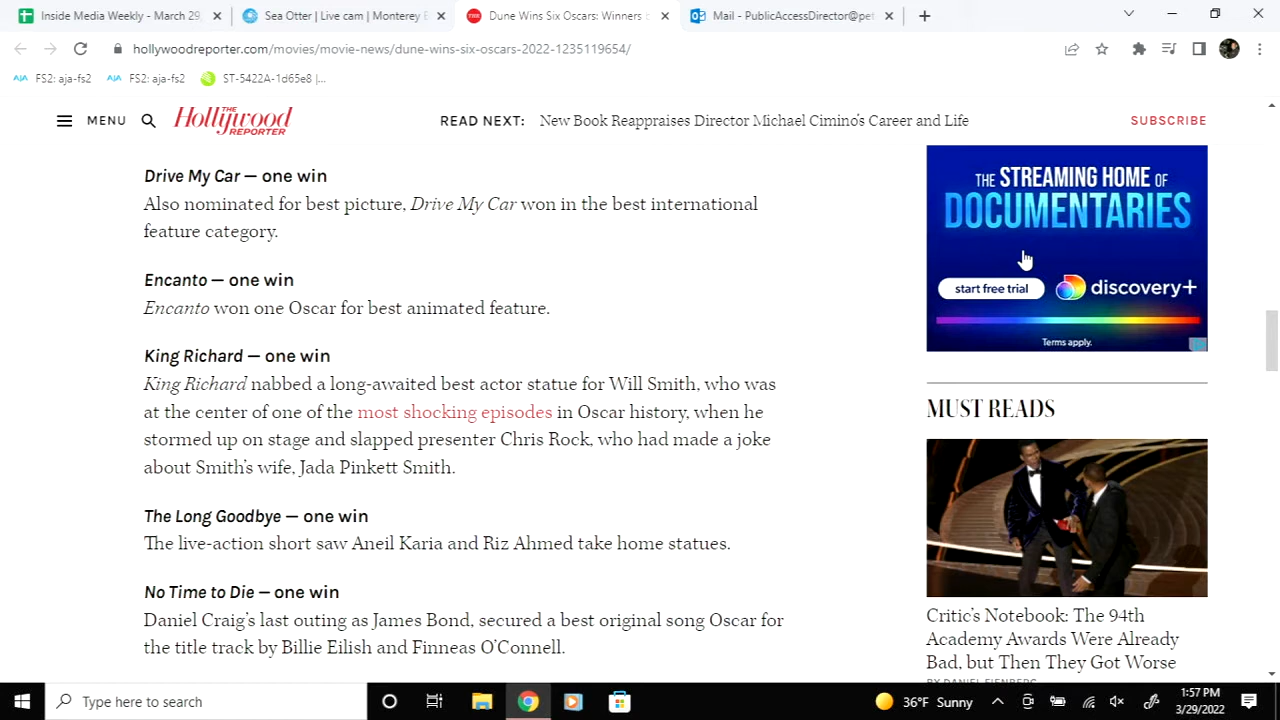 Inside Media Weekly - March 29
Sea Otter | Live cam | Monterey B
Dune Wins Six Oscars: Winners b
Mail - PublicAccessDirector@pet
hollywoodreporter.com/movies/movie-news/dune-wins-six-oscars-2022-1235119654/
FS2: aja-fs2
FS2: aja-fs2
ST-5422A-1d65e8 |...
MENU
THE Hollywood REPORTER
READ NEXT: New Book Reappraises Director Michael Cimino's Career and Life
SUBSCRIBE
Drive My Car — one win
Also nominated for best picture, Drive My Car won in the best international
feature category.
Encanto — one win
Encanto won one Oscar for best animated feature.
King Richard — one win
King Richard nabbed a long-awaited best actor statue for Will Smith, who was
at the center of one of the most shocking episodes in Oscar history, when he
stormed up on stage and slapped presenter Chris Rock, who had made a joke
about Smith's wife, Jada Pinkett Smith.
The Long Goodbye — one win
The live-action short saw Aneil Karia and Riz Ahmed take home statues.
No Time to Die — one win
Daniel Craig's last outing as James Bond, secured a best original song Oscar for
the title track by Billie Eilish and Finneas O'Connell.
THE STREAMING HOME OF
DOCUMENTARIES
start free trial
discovery+
Terms apply.
MUST READS
Critic's Notebook: The 94th
Academy Awards Were Already
Bad, but Then They Got Worse
BY DANIEL FIENBERG
Type here to search
36°F Sunny
1:57 PM
3/29/2022